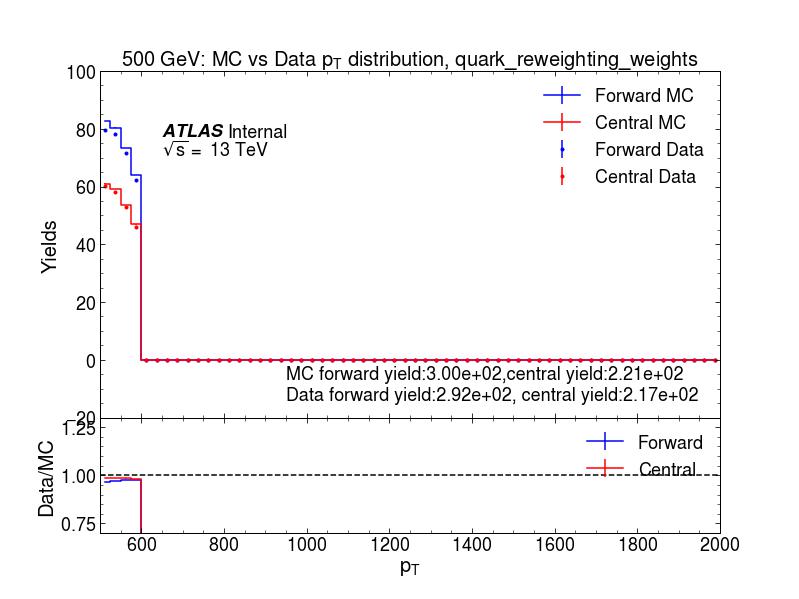 500 GeV: MC vs Data p_T distribution, quark_reweighting_weights
100
80
60
40
20
0
−20
Yields
ATLAS Internal
√s = 13 TeV
Forward MC
Central MC
Forward Data
Central Data
MC forward yield:3.00e+02,central yield:2.21e+02
Data forward yield:2.92e+02, central yield:2.17e+02
1.25
1.00
0.75
Data/MC
Forward
Central
600 800 1000 1200 1400 1600 1800 2000
p_T